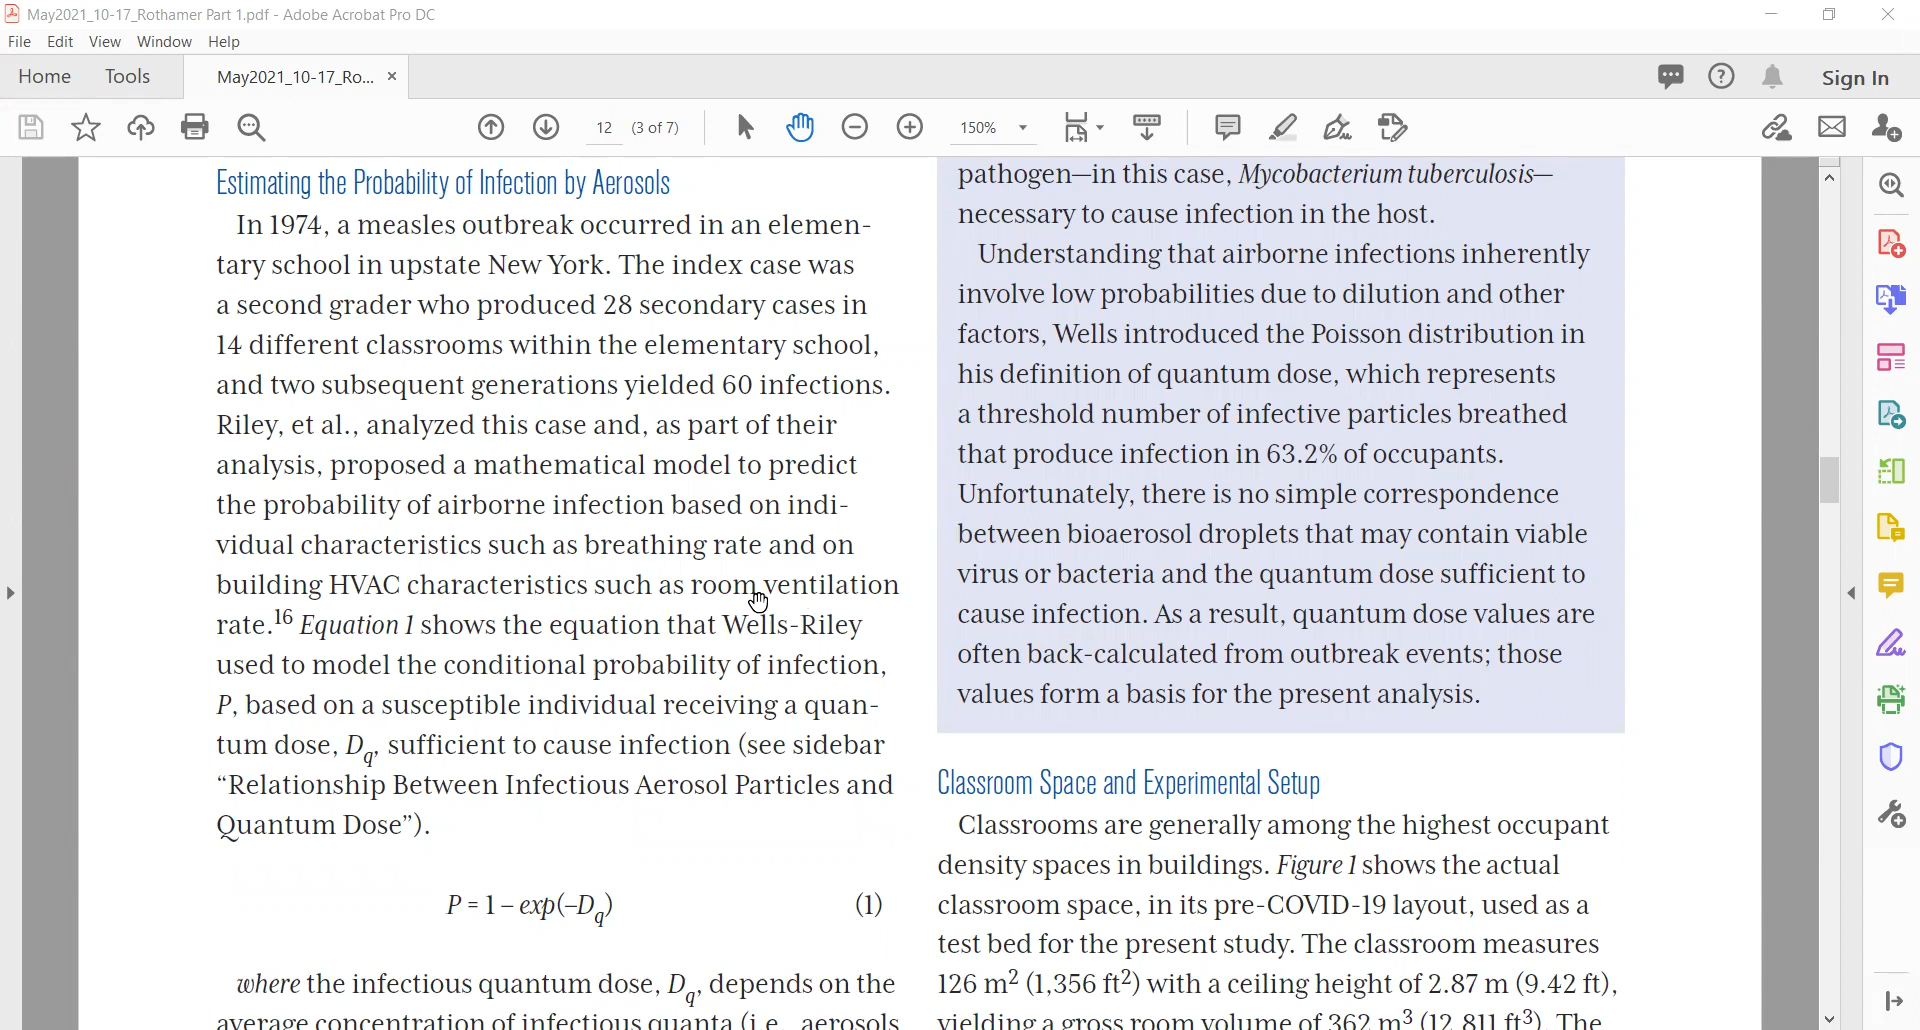 May2021_10-17_Rothamer Part 1.pdf - Adobe Acrobat Pro DC
File Edit View Window Help
Home Tools May2021_10-17_Ro... × Sign In
12 (3 of 7) 150%
Estimating the Probability of Infection by Aerosols
In 1974, a measles outbreak occurred in an elemen-
tary school in upstate New York. The index case was
a second grader who produced 28 secondary cases in
14 different classrooms within the elementary school,
and two subsequent generations yielded 60 infections.
Riley, et al., analyzed this case and, as part of their
analysis, proposed a mathematical model to predict
the probability of airborne infection based on indi-
vidual characteristics such as breathing rate and on
building HVAC characteristics such as room ventilation
rate.16 Equation 1 shows the equation that Wells-Riley
used to model the conditional probability of infection,
P, based on a susceptible individual receiving a quan-
tum dose, Dq, sufficient to cause infection (see sidebar
“Relationship Between Infectious Aerosol Particles and
Quantum Dose”).
P = 1 – exp(–Dq) (1)
where the infectious quantum dose, Dq, depends on the
average concentration of infectious quanta (i.e., aerosols
pathogen—in this case, Mycobacterium tuberculosis—
necessary to cause infection in the host.
Understanding that airborne infections inherently
involve low probabilities due to dilution and other
factors, Wells introduced the Poisson distribution in
his definition of quantum dose, which represents
a threshold number of infective particles breathed
that produce infection in 63.2% of occupants.
Unfortunately, there is no simple correspondence
between bioaerosol droplets that may contain viable
virus or bacteria and the quantum dose sufficient to
cause infection. As a result, quantum dose values are
often back-calculated from outbreak events; those
values form a basis for the present analysis.
Classroom Space and Experimental Setup
Classrooms are generally among the highest occupant
density spaces in buildings. Figure 1 shows the actual
classroom space, in its pre-COVID-19 layout, used as a
test bed for the present study. The classroom measures
126 m2 (1,356 ft2) with a ceiling height of 2.87 m (9.42 ft),
yielding a gross room volume of 362 m3 (12,811 ft3). The